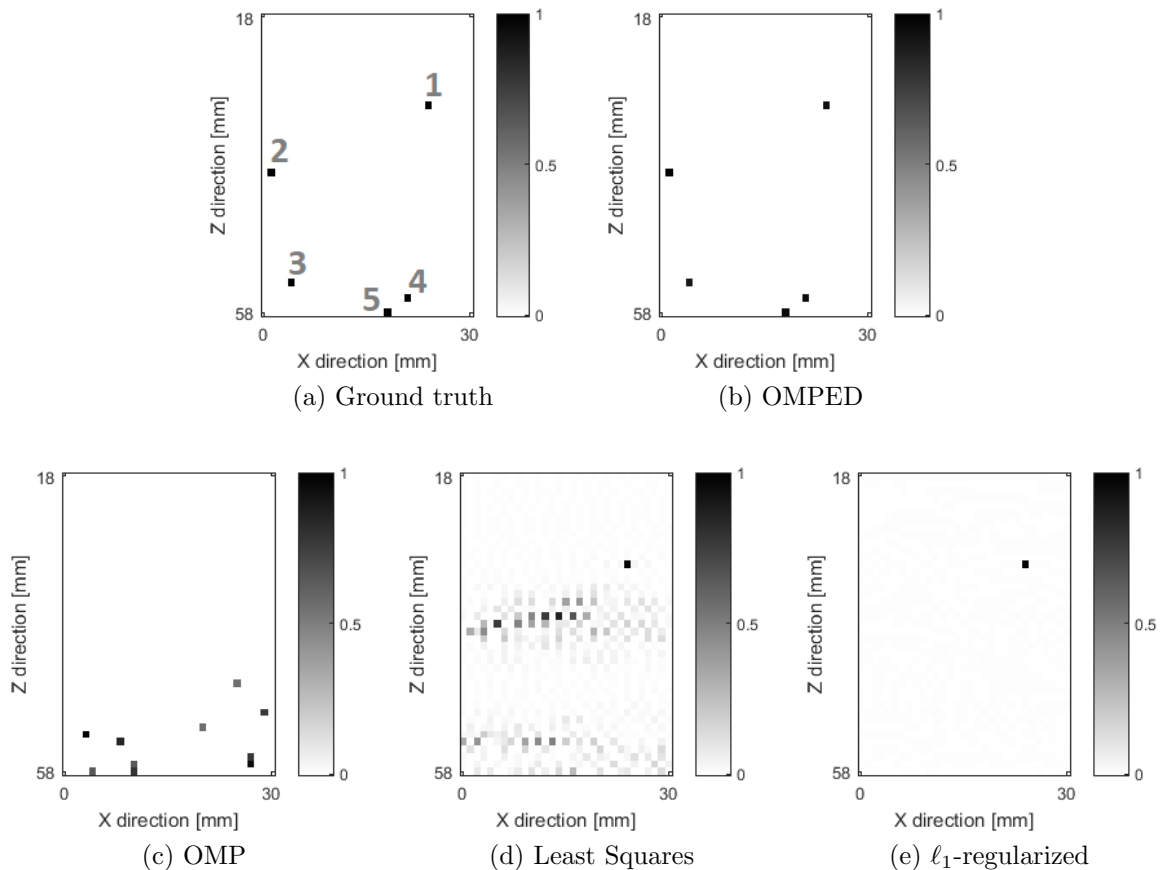 18
58
0
30
Z direction [mm]
X direction [mm]
1
2
3
4
5
1
0.5
0
(a) Ground truth
18
58
0
30
Z direction [mm]
X direction [mm]
1
0.5
0
(b) OMPED
18
58
0
30
Z direction [mm]
X direction [mm]
1
0.5
0
(c) OMP
18
58
0
30
Z direction [mm]
X direction [mm]
1
0.5
0
(d) Least Squares
18
58
0
30
Z direction [mm]
X direction [mm]
1
0.5
0
(e) ℓ₁-regularized